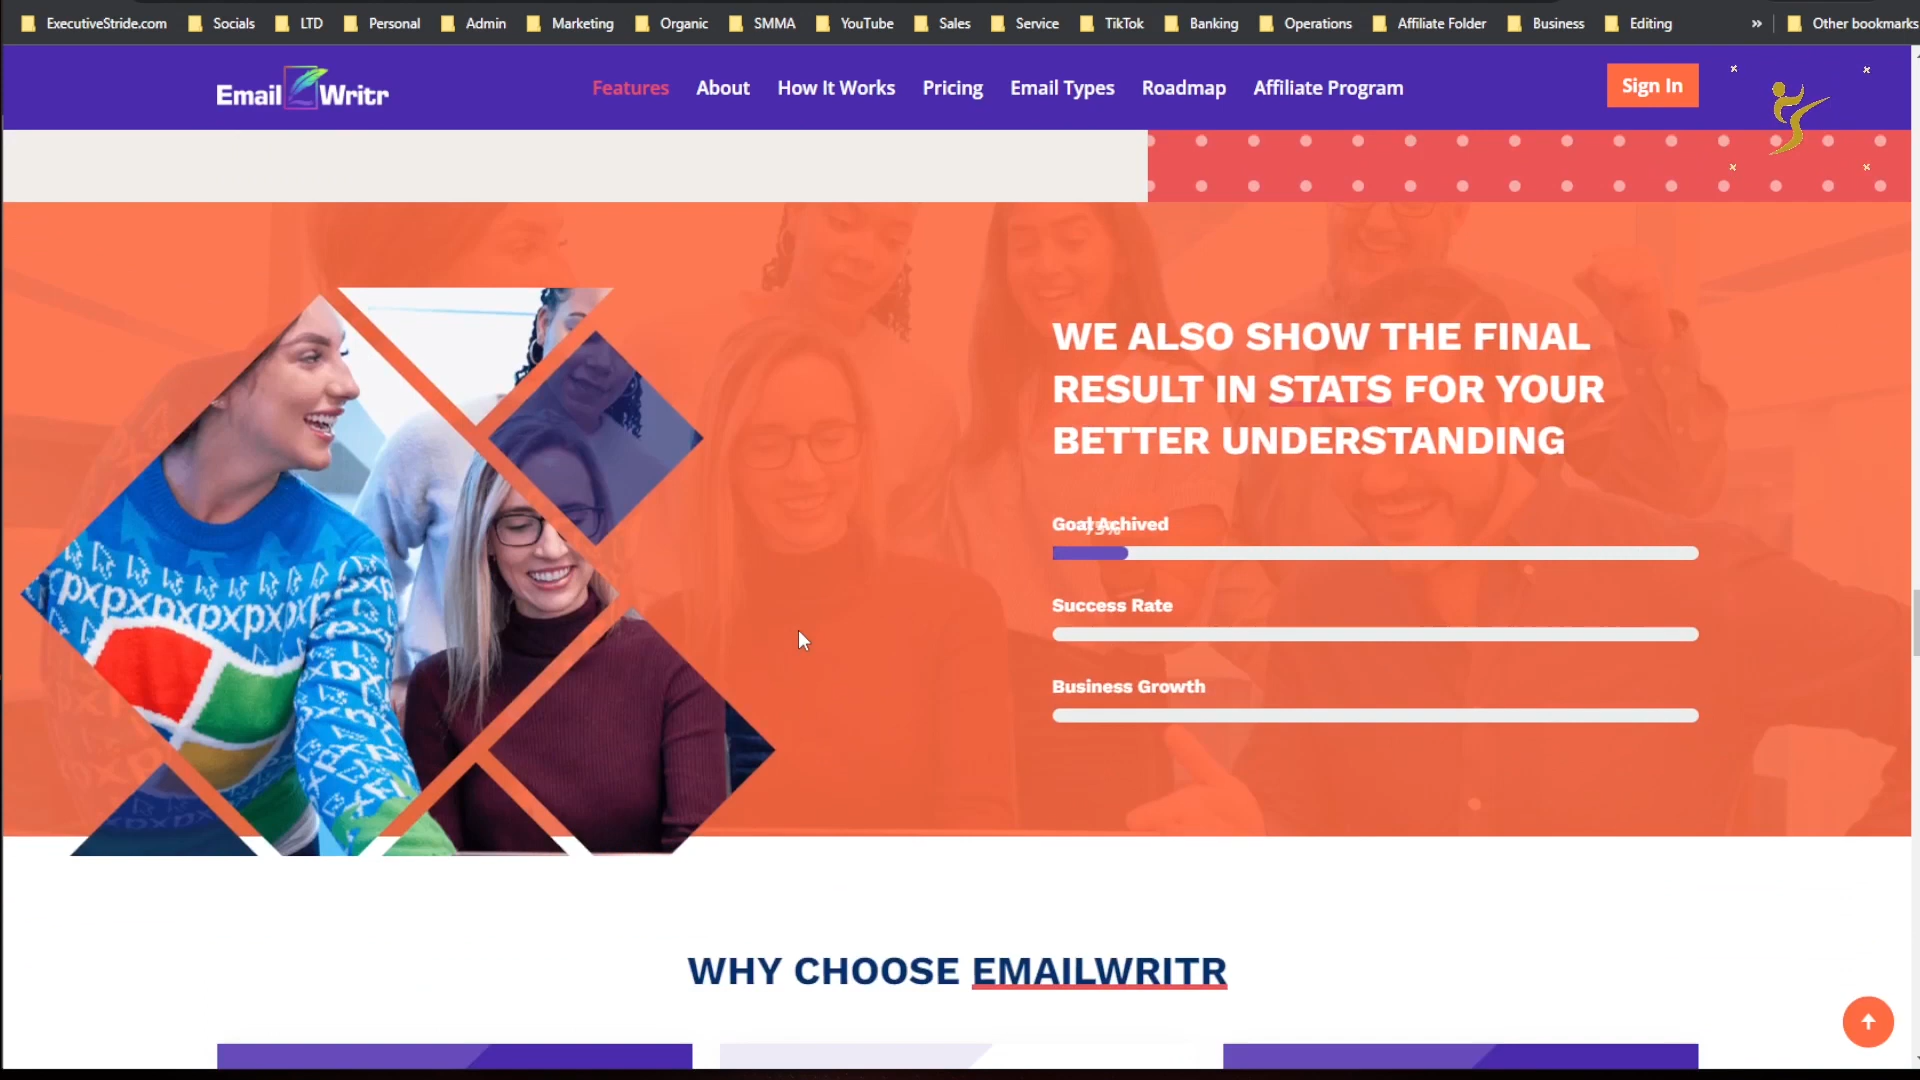 ExecutiveStride.com Socials LTD Personal Admin Marketing Organic SMMA YouTube Sales Service TikTok Banking Operations Affiliate Folder Business Editing » Other bookmarks
Email Writr Features About How It Works Pricing Email Types Roadmap Affiliate Program Sign In
WE ALSO SHOW THE FINAL
RESULT IN STATS FOR YOUR
BETTER UNDERSTANDING
Goal Achived
75%
Success Rate
Business Growth
pxpxpxpxpxpx
WHY CHOOSE EMAILWRITR